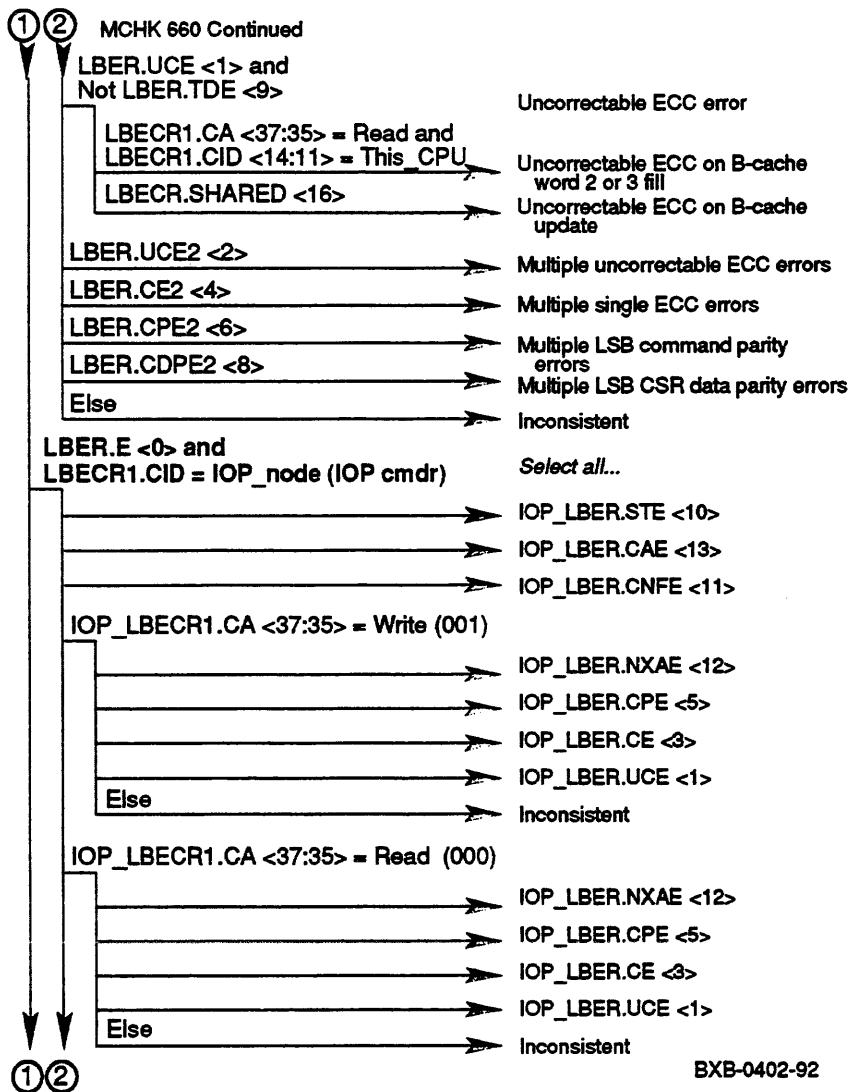 ① ② MCHK 660 Continued
LBER.UCE <1> and
Not LBER.TDE <9>
Uncorrectable ECC error
LBECR1.CA <37:35> = Read and
LBECR1.CID <14:11> = This_CPU
Uncorrectable ECC on B-cache
word 2 or 3 fill
LBECR.SHARED <16>
Uncorrectable ECC on B-cache
update
LBER.UCE2 <2>
Multiple uncorrectable ECC errors
LBER.CE2 <4>
Multiple single ECC errors
LBER.CPE2 <6>
Multiple LSB command parity
errors
LBER.CDPE2 <8>
Multiple LSB CSR data parity errors
Else
Inconsistent
LBER.E <0> and
LBECR1.CID = IOP_node (IOP cmdr)
Select all...
IOP_LBER.STE <10>
IOP_LBER.CAE <13>
IOP_LBER.CNFE <11>
IOP_LBECR1.CA <37:35> = Write (001)
IOP_LBER.NXAE <12>
IOP_LBER.CPE <5>
IOP_LBER.CE <3>
IOP_LBER.UCE <1>
Else
Inconsistent
IOP_LBECR1.CA <37:35> = Read (000)
IOP_LBER.NXAE <12>
IOP_LBER.CPE <5>
IOP_LBER.CE <3>
IOP_LBER.UCE <1>
Else
Inconsistent
① ②
BXB-0402-92